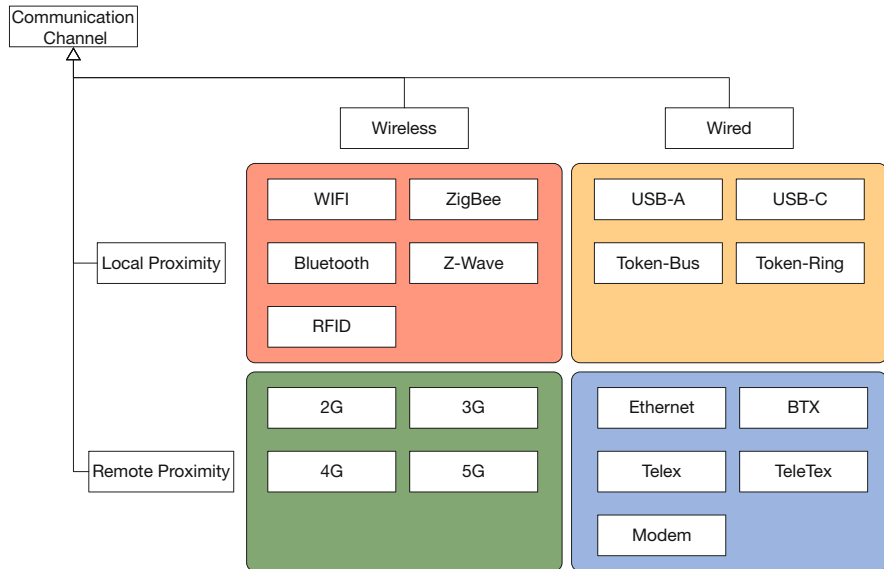 Communication
Channel
Wireless
Wired
WIFI
ZigBee
USB-A
USB-C
Local Proximity
Bluetooth
Z-Wave
Token-Bus
Token-Ring
RFID
2G
3G
Ethernet
BTX
Remote Proximity
4G
5G
Telex
TeleTex
Modem